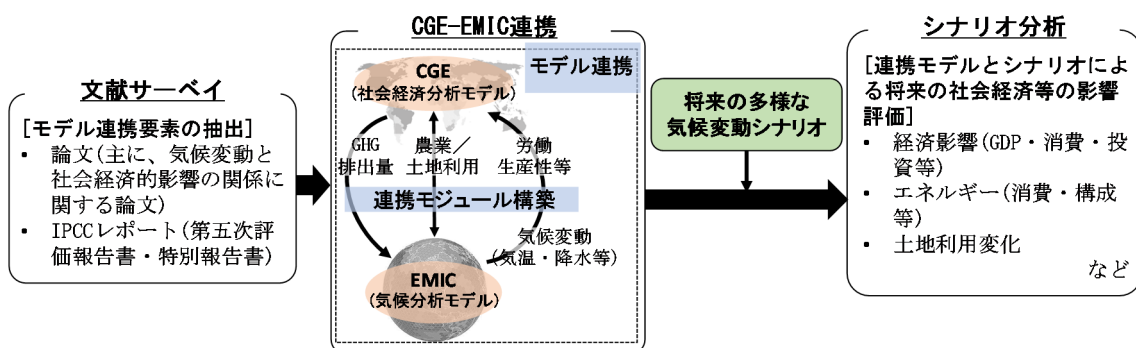 文献サーベイ
[モデル連携要素の抽出]
▪ 論文(主に、気候変動と
社会経済的影響の関係に
関する論文)
▪ IPCCレポート(第五次評
価報告書・特別報告書)
CGE-EMIC連携
モデル連携
CGE
(社会経済分析モデル)
GHG
排出量
農業／
土地利用
労働
生産性等
連携モジュール構築
気候変動
(気温・降水等)
EMIC
(気候分析モデル)
将来の多様な
気候変動シナリオ
シナリオ分析
[連携モデルとシナリオによ
る将来の社会経済等の影響
評価]
▪ 経済影響(GDP・消費・投
資等)
▪ エネルギー(消費・構成
等)
▪ 土地利用変化
など